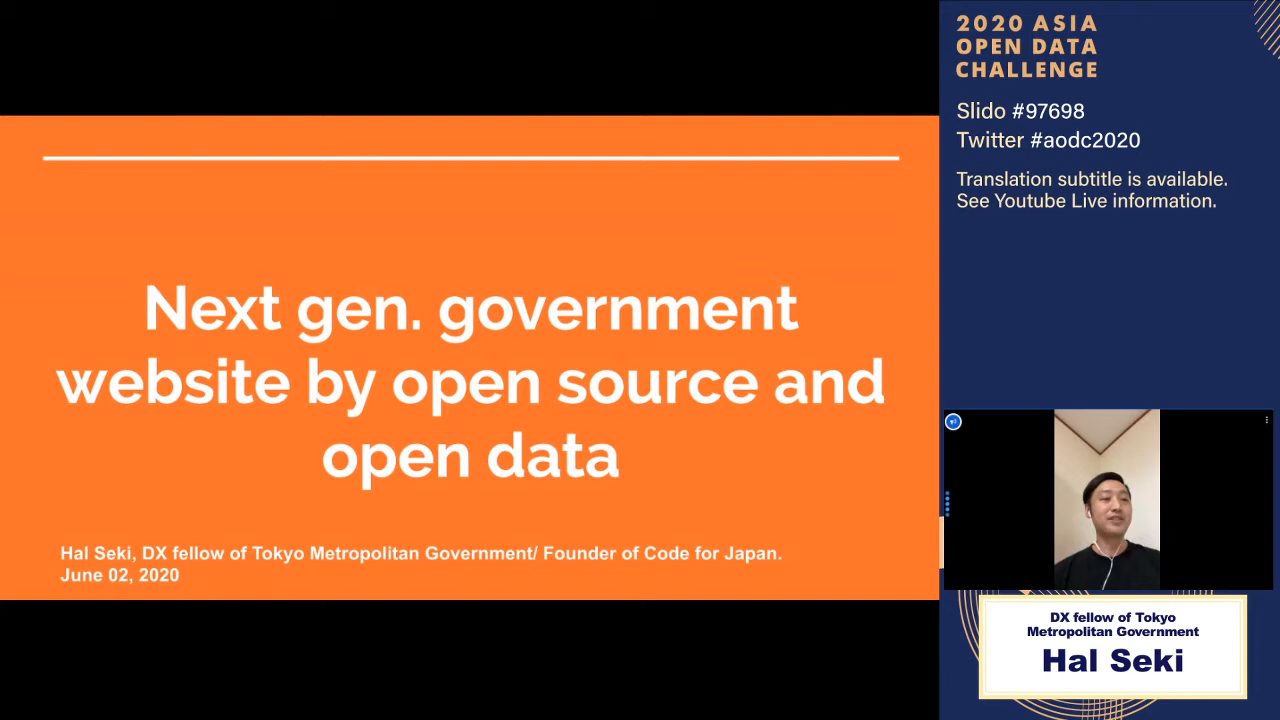 Next gen. government
website by open source and
open data
Hal Seki, DX fellow of Tokyo Metropolitan Government/ Founder of Code for Japan.
June 02, 2020
2020 ASIA
OPEN DATA
CHALLENGE
Slido #97698
Twitter #aodc2020
Translation subtitle is available.
See Youtube Live information.
DX fellow of Tokyo
Metropolitan Government
Hal Seki